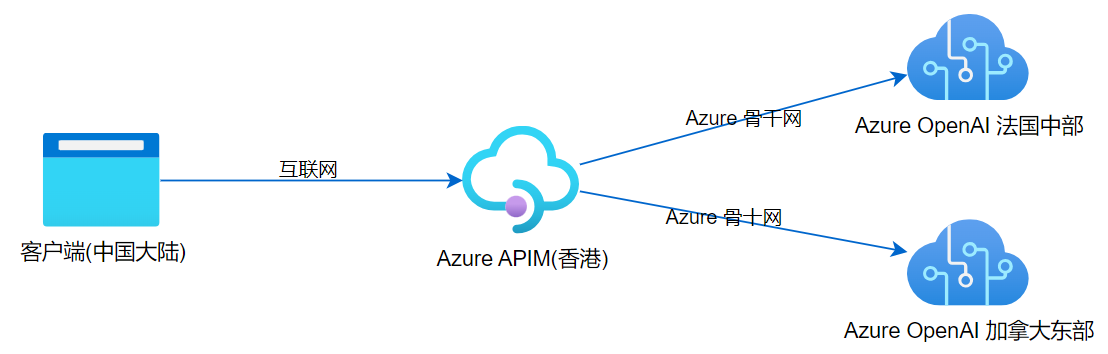 互联网
客户端(中国大陆)
Azure APIM(香港)
Azure 骨干网
Azure OpenAI 法国中部
Azure 骨干网
Azure OpenAI 加拿大东部